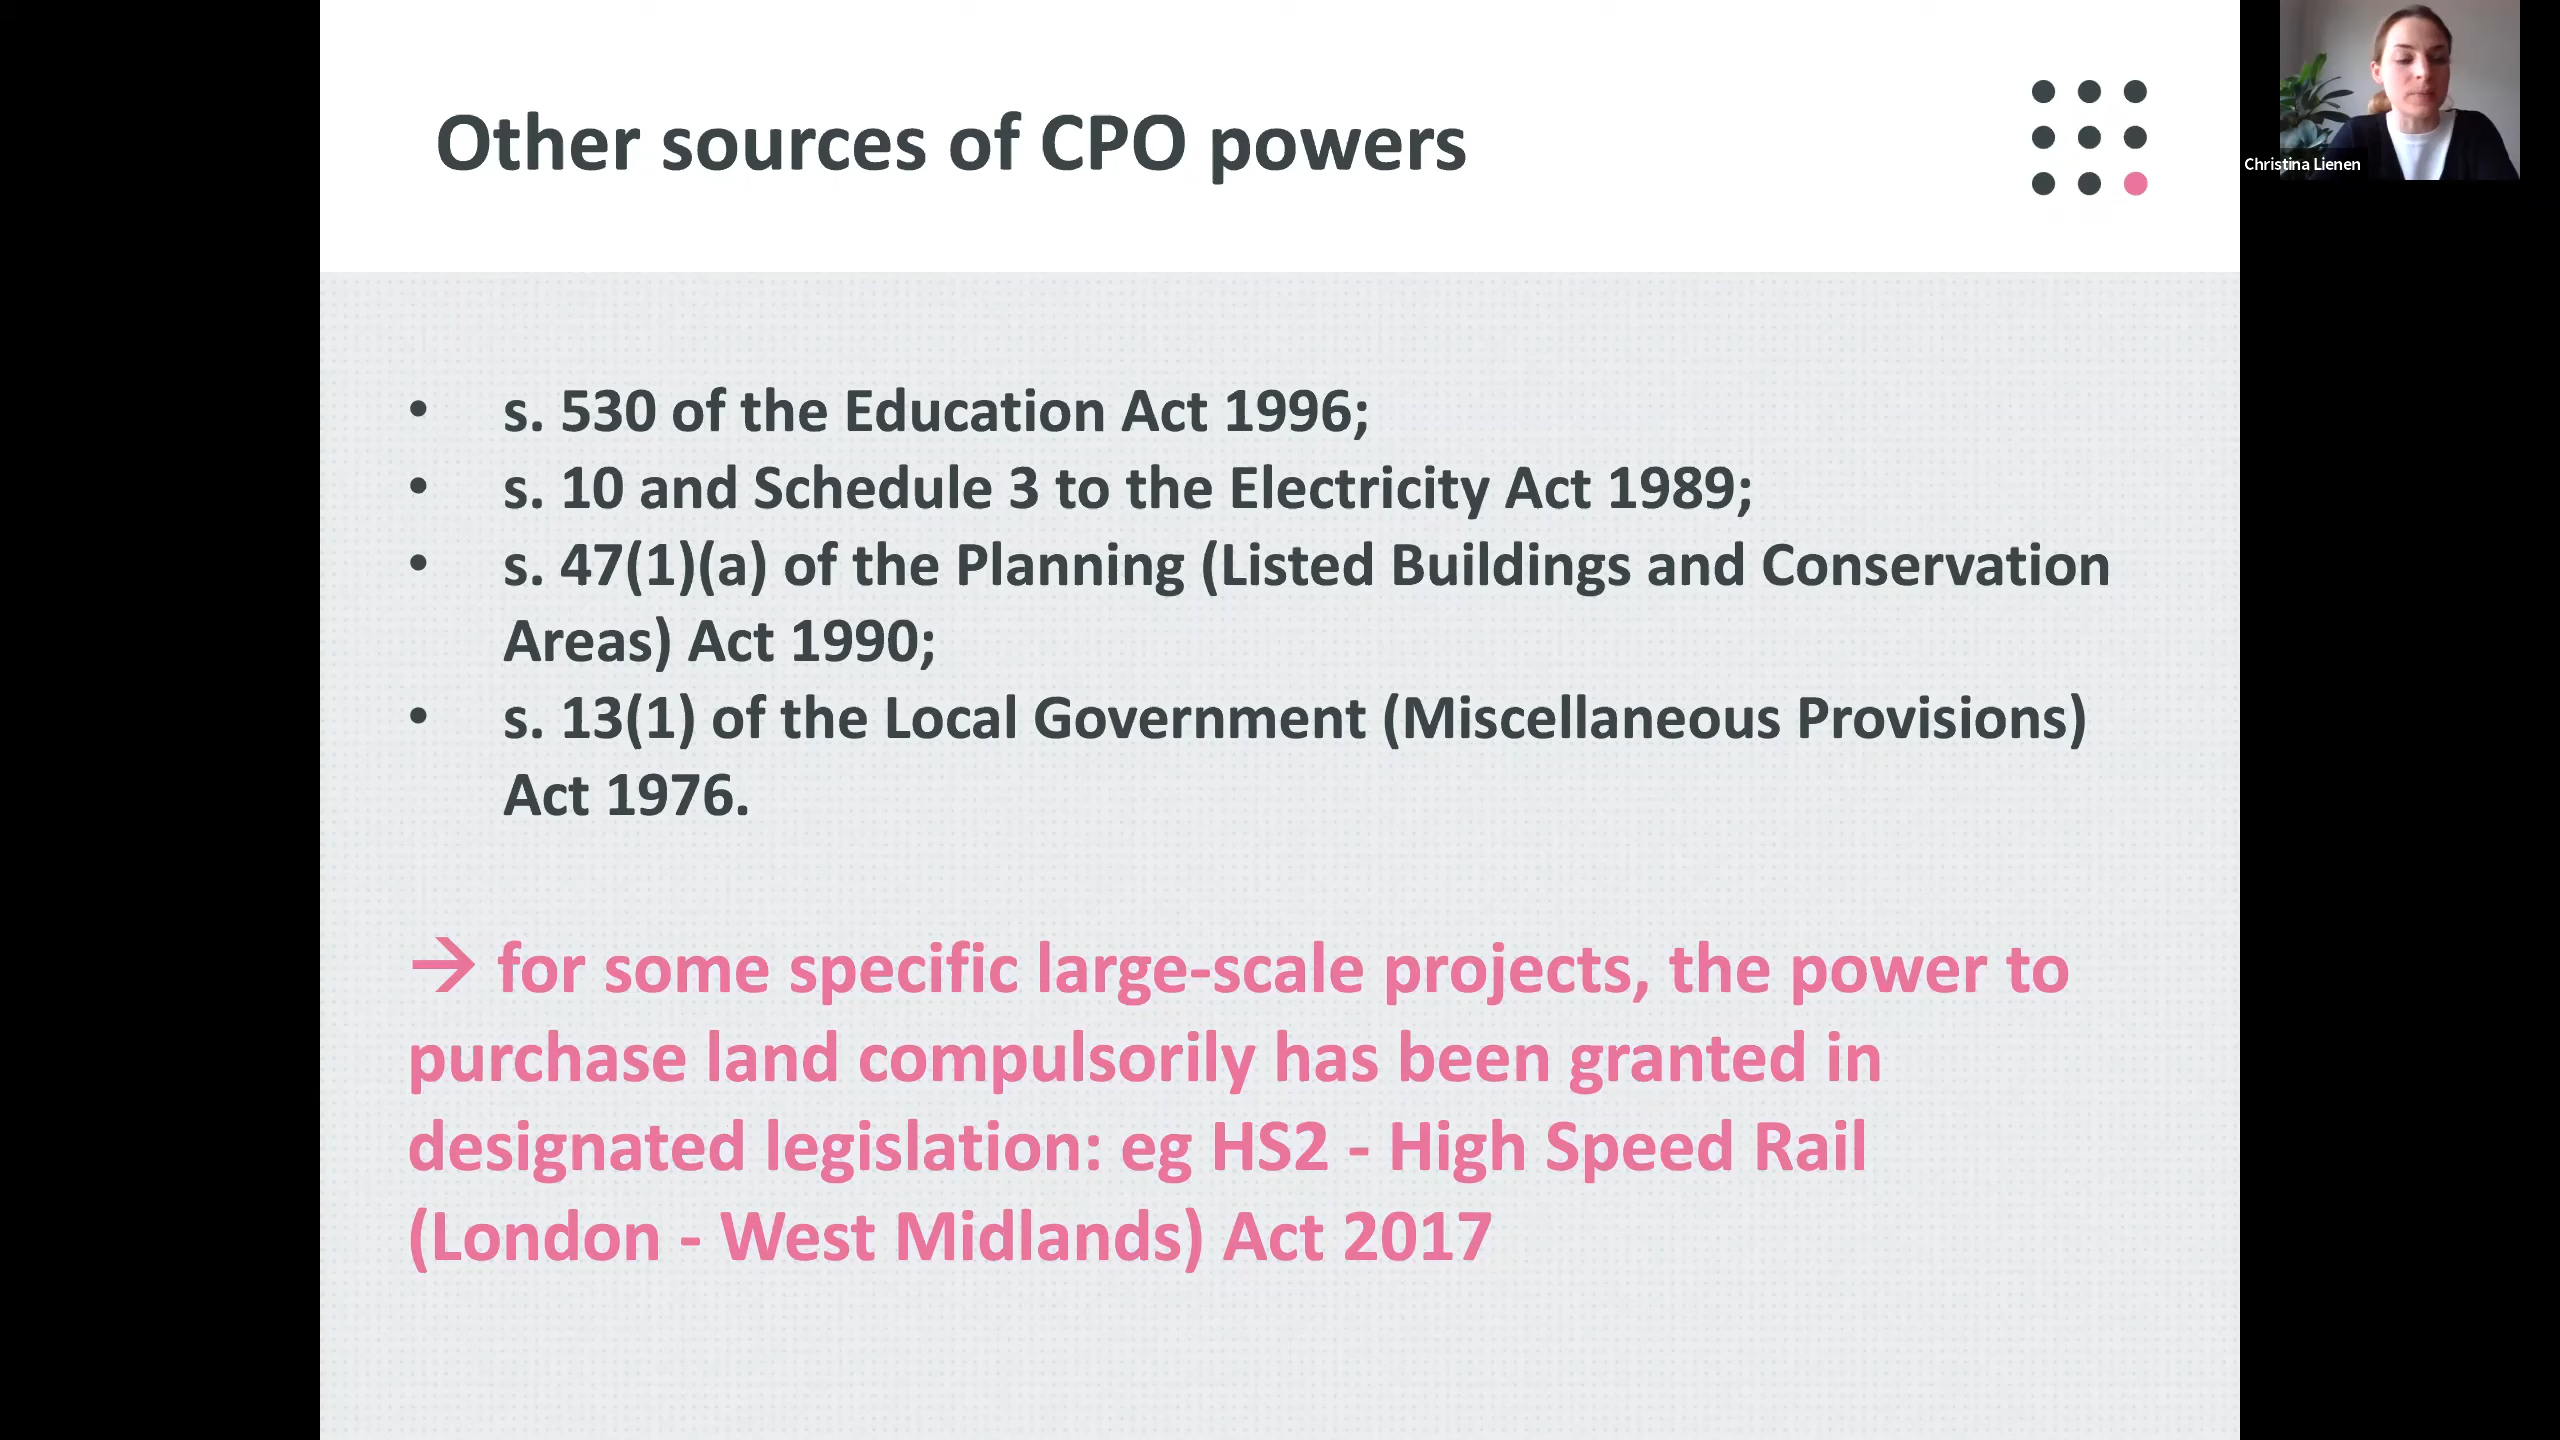 Other sources of CPO powers
Christina Lienen
• s. 530 of the Education Act 1996;
• s. 10 and Schedule 3 to the Electricity Act 1989;
• s. 47(1)(a) of the Planning (Listed Buildings and Conservation
Areas) Act 1990;
• s. 13(1) of the Local Government (Miscellaneous Provisions)
Act 1976.
→ for some specific large-scale projects, the power to
purchase land compulsorily has been granted in
designated legislation: eg HS2 - High Speed Rail
(London - West Midlands) Act 2017